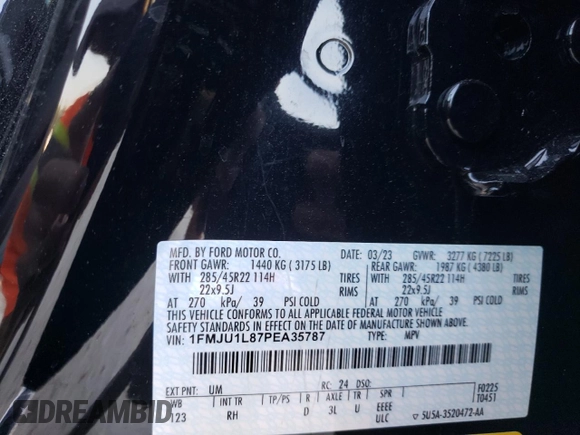 MFD. BY FORD MOTOR CO.
03/23 GVWR: 3277 KG ( 7225 LB)
FRONT GAWR: 1440 KG ( 3175 LB) REAR GAWR: 1987 KG ( 4380 LB)
WITH 285/45R22 114H TIRES WITH 285/45R22 114H TIRES
22x9.5J RIMS 22x9.5J RIMS
AT 270 kPa/ 39 PSI COLD AT 270 kPa/ 39 PSI COLD
THIS VEHICLE CONFORMS TO ALL APPLICABLE FEDERAL MOTOR VEHICLE
SAFETY STANDARDS IN EFFECT ON THE DATE OF MANUFACTURE SHOWN ABOVE.
VIN: 1FMJU1L87PEA35787 TYPE: MPV
EXT PNT: UM RC: 24 DSO: F0225
T0451
WB INT TR TP/PS R AXLE TR SPR
123 RH D 3L U EEEE
ULC 5U5A-3520472-AA
DREAMBID
AMERICAN DREAM AUTO AUCTION